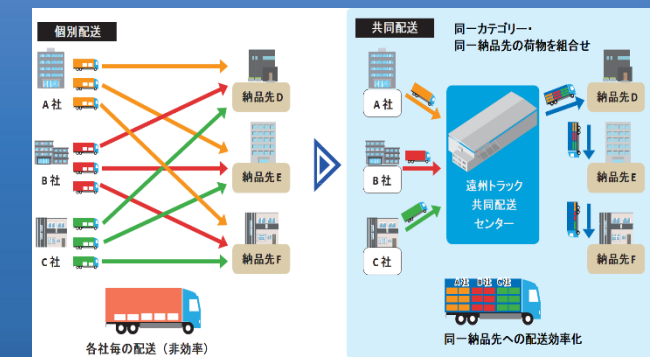 個別配送
A社
B社
C社
納品先D
納品先E
納品先F
各社毎の配送（非効率）
共同配送
同一カテゴリー・
同一納品先の荷物を組合せ
A社
B社
C社
遠州トラック
共同配送
センター
納品先D
納品先E
納品先F
A社 B社 C社
同一納品先への配送効率化